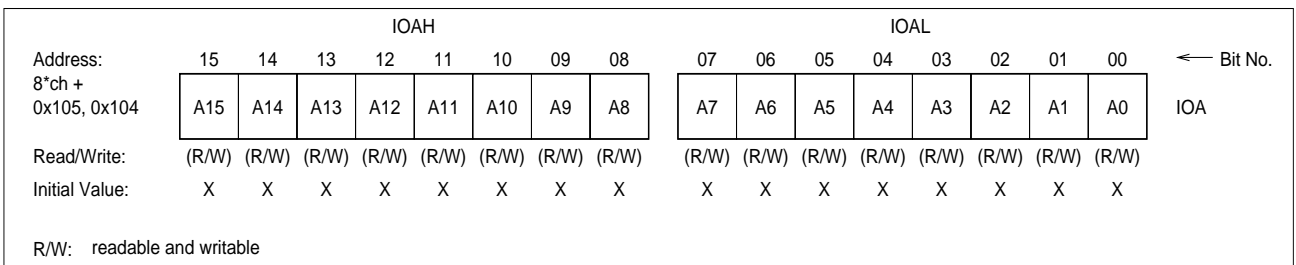 IOAH IOAL
Address: 15 14 13 12 11 10 09 08 07 06 05 04 03 02 01 00 ← Bit No.
8*ch +
0x105, 0x104 A15 A14 A13 A12 A11 A10 A9 A8 A7 A6 A5 A4 A3 A2 A1 A0 IOA
Read/Write: (R/W) (R/W) (R/W) (R/W) (R/W) (R/W) (R/W) (R/W) (R/W) (R/W) (R/W) (R/W) (R/W) (R/W) (R/W) (R/W)
Initial Value: X X X X X X X X X X X X X X X X
R/W: readable and writable